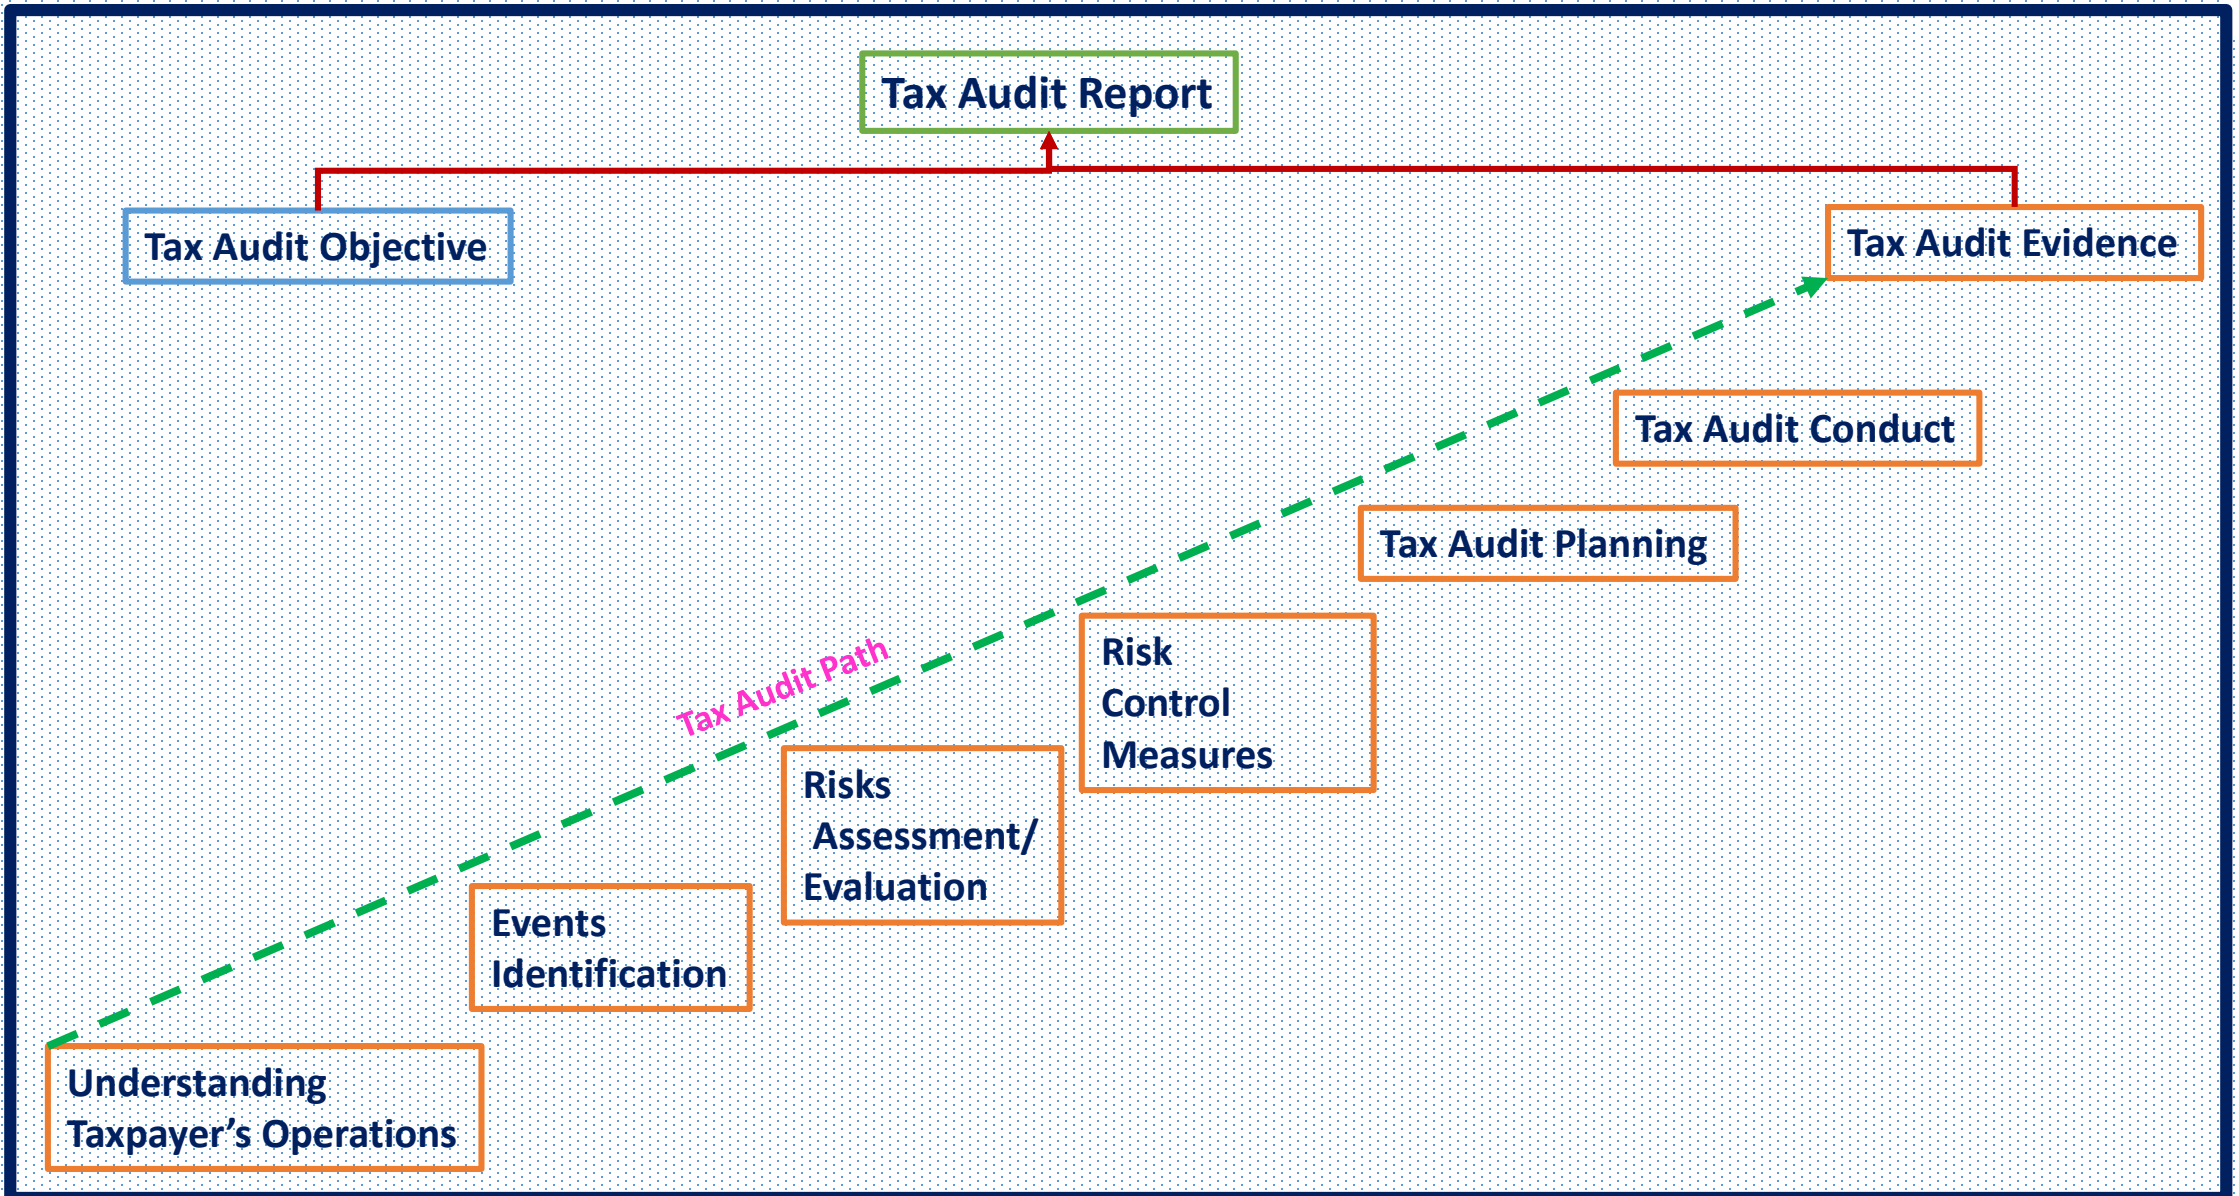 Tax Audit Report
Tax Audit Objective
Tax Audit Evidence
Tax Audit Conduct
Tax Audit Planning
Tax Audit Path
Risk
Control
Measures
Risks
Assessment/
Evaluation
Events
Identification
Understanding
Taxpayer’s Operations